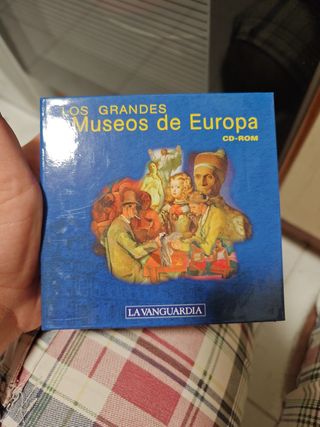 LOS GRANDES
Museos de Europa
CD-ROM
LA VANGUARDIA